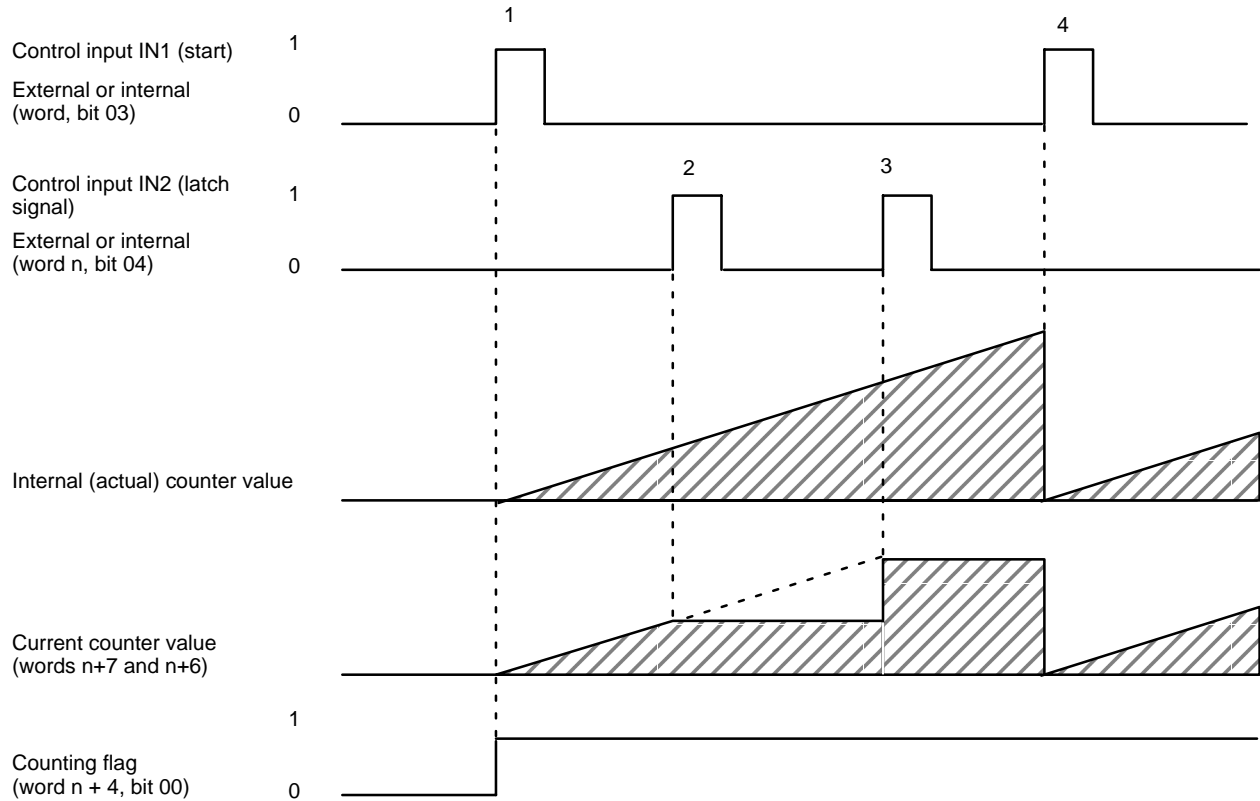 1
4
Control input IN1 (start)
1
External or internal
(word, bit 03)
0
2
3
Control input IN2 (latch
signal)
1
External or internal
(word n, bit 04)
0
Internal (actual) counter value
Current counter value
(words n+7 and n+6)
1
Counting flag
(word n + 4, bit 00)
0